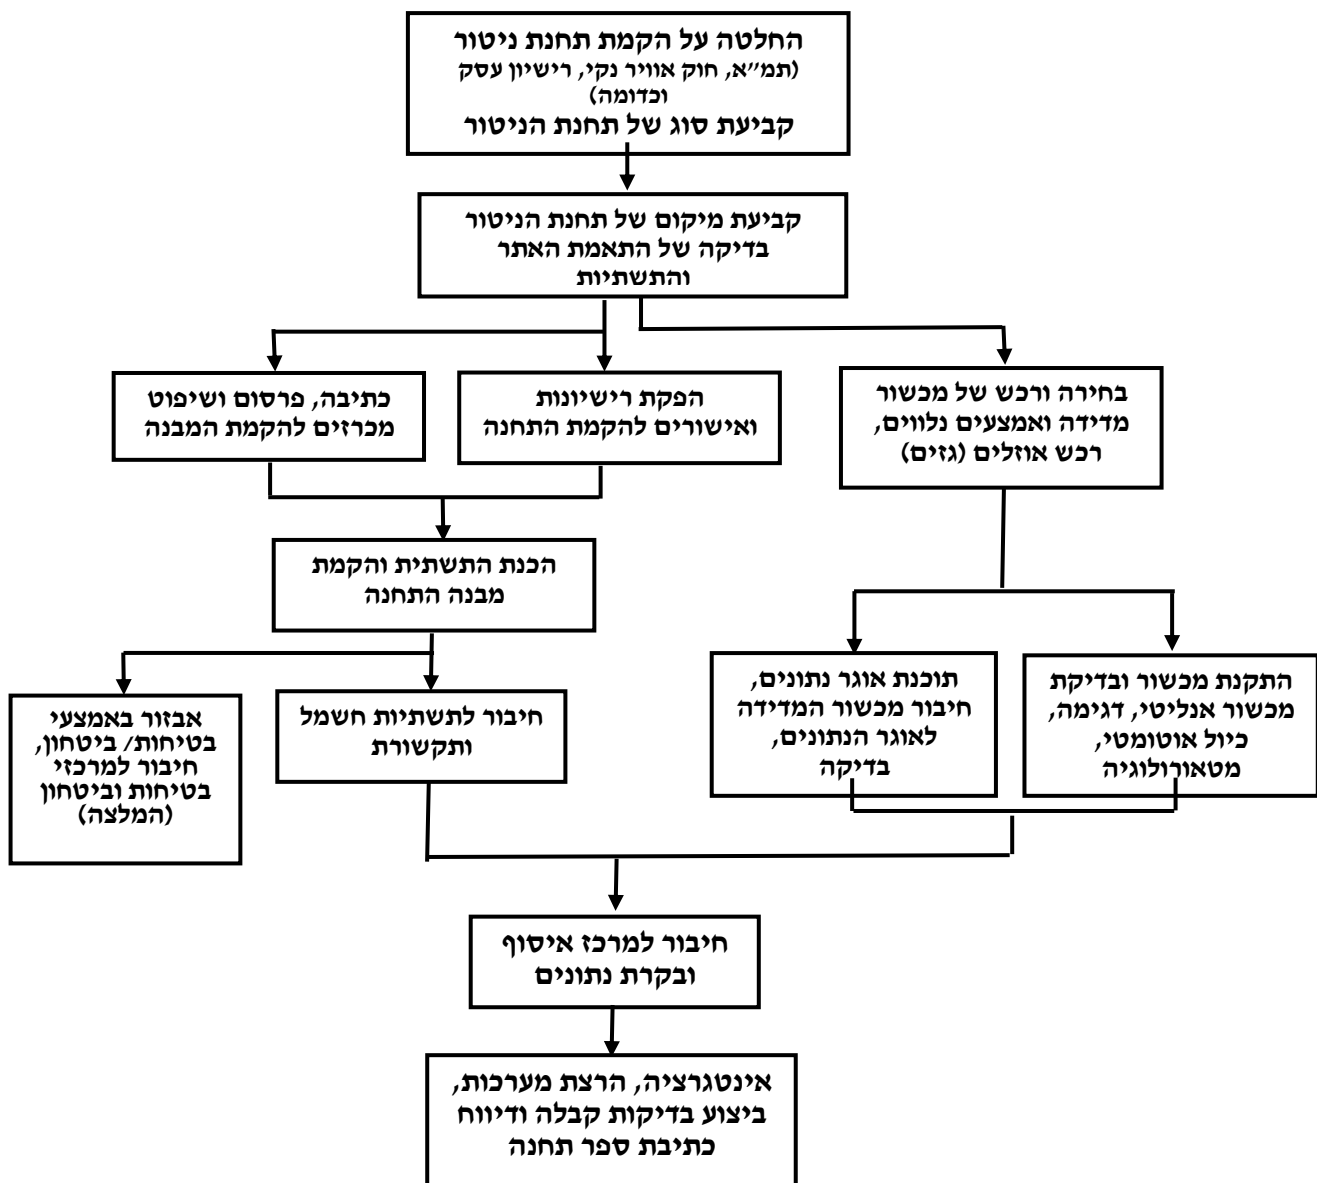 החלטה על הקמת תחנת ניטור
(תמ״א, חוק אוויר נקי, רישיון עסק
וכדומה)
קביעת סוג של תחנת הניטור
קביעת מיקום של תחנת הניטור
בדיקה של התאמת האתר
והתשתיות
בחירה ורכש של מכשור
מדידה ואמצעים נלווים,
רכש אוזלים (גזים)
הפקת רישיונות
ואישורים להקמת התחנה
כתיבה, פרסום ושיפוט
מכרזים להקמת המבנה
הכנת התשתית והקמת
מבנה התחנה
התקנת מכשור ובדיקת
מכשור אנליטי, דגימה,
כיול אוטומטי,
מטאורולוגיה
תוכנת אוגר נתונים,
חיבור מכשור המדידה
לאוגר הנתונים,
בדיקה
חיבור לתשתיות חשמל
ותקשורת
אבזור באמצעי
בטיחות/ ביטחון,
חיבור למרכזי
בטיחות וביטחון
(המלצה)
חיבור למרכז איסוף
ובקרת נתונים
אינטגרציה, הרצת מערכות,
ביצוע בדיקות קבלה ודיווח
כתיבת ספר תחנה